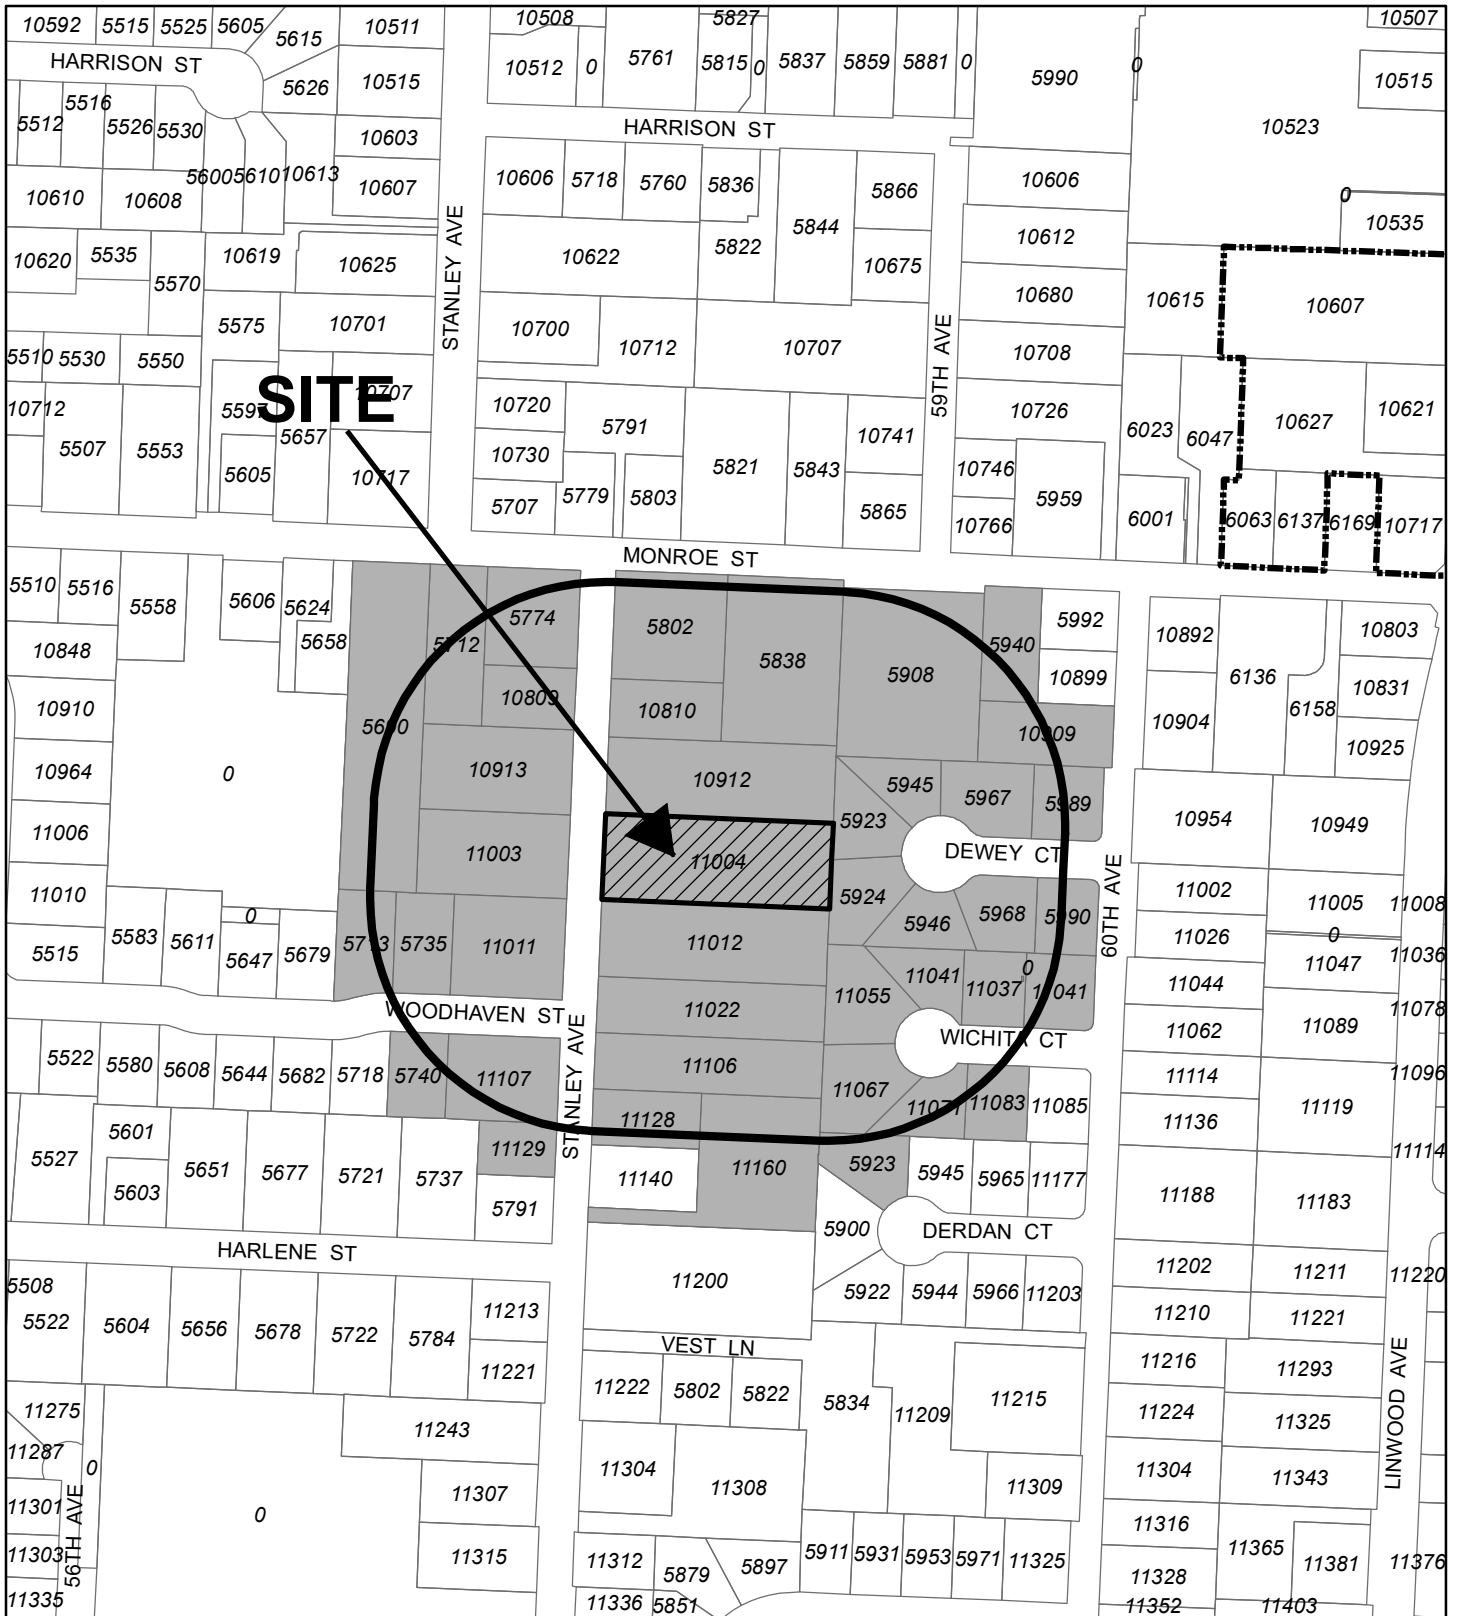 10592 5515 5525 5605 5615 10511 10508 5827 10507
HARRISON ST
5626 10515 10512 0 5761 5815 0 5837 5859 5881 0 5990 0 10515
5512 5516 5526 5530 10603 HARRISON ST 10523
10610 10608 5600 5610 10613 10607 10606 5718 5760 5836 5866 10606 0
STANLEY AVE
10620 5535 5570 10619 10625 10622 5822 5844 10675 10612 10535
5575 10701 10700 10712 10707 10680 10615 10607
59TH AVE
5510 5530 5550 10708
SITE
10712 5597 10707 10720 5791 10726 10621
5507 5553 5605 5657 10717 10730 5821 5843 10741 10746 6023 6047 10627
5707 5779 5803 5865 10766 5959 6001 6063 6137 6169 10717
MONROE ST
5510 5516 5558 5606 5624 5712 5774 5802 5838 5908 5940 5992 10892 10803
10848 5658 10899 6136 10831
10910 5690 10809 10810 10909 10904 6158 10925
10964 0 10913 10912 5945 5967 5989 10954 10949
11006 11003 11004 5923
DEWEY CT
60TH AVE
11010 0 5924 5946 5968 5990 11002 11005 11008
5515 5583 5611 5647 5679 5713 5735 11011 11012 11026 0 11036
11041 11037 0 11041 11044 11047
WOODHAVEN ST
STANLEY AVE
11022 11055 11062 11089 11078
WICHITA CT
5522 5580 5608 5644 5682 5718 5740 11107 11106 11067 11071 11083 11085 11114 11096
5527 5601 5603 5651 5677 5721 5737 11129 11128 11136 11119 11114
5791 11140 11160 5923 5945 5965 11177 11188 11183
5900
DERDAN CT
HARLENE ST
5508 11200 5922 5944 5966 11203 11202 11211 11220
5522 5604 5656 5678 5722 5784 11213 11210 11221
VEST LN
11221 11222 5802 5822 5834 11209 11215 11216 11293
LINWOOD AVE
11275 11243 11224 11325
11287 0 11304 11308 11309 11304 11343
11301 0 11307
56TH AVE
11316
11303 11315 11312 5879 5897 5911 5931 5953 5971 11325 11328 11365 11381 11376
11335 11336 5851 11352 11403